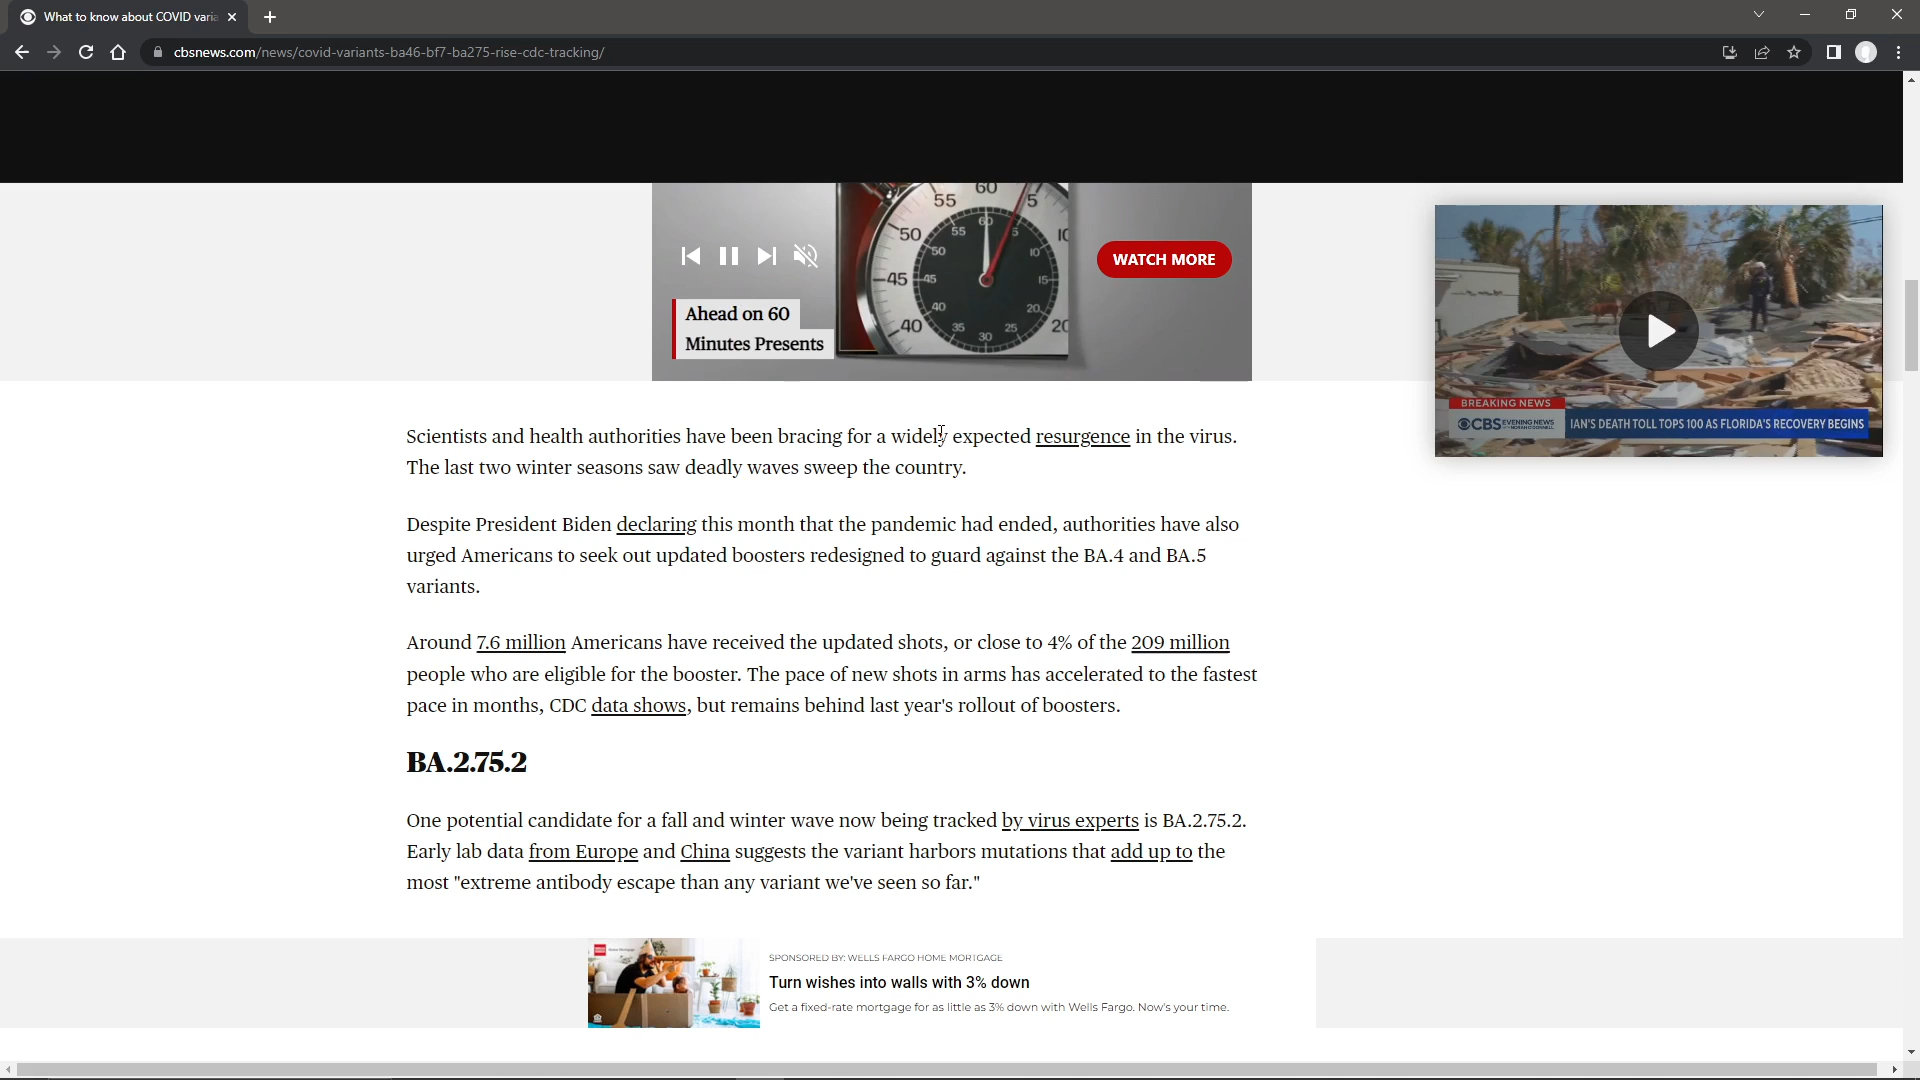 What to know about COVID varia
cbsnews.com/news/covid-variants-ba46-bf7-ba275-rise-cdc-tracking/
WATCH MORE
Ahead on 60
Minutes Presents
60
55
5
50
10
45
15
40
20
35
30
25
BREAKING NEWS
CBS EVENING NEWS
IAN'S DEATH TOLL TOPS 100 AS FLORIDA'S RECOVERY BEGINS
Scientists and health authorities have been bracing for a widely expected resurgence in the virus.
The last two winter seasons saw deadly waves sweep the country.
Despite President Biden declaring this month that the pandemic had ended, authorities have also
urged Americans to seek out updated boosters redesigned to guard against the BA.4 and BA.5
variants.
Around 7.6 million Americans have received the updated shots, or close to 4% of the 209 million
people who are eligible for the booster. The pace of new shots in arms has accelerated to the fastest
pace in months, CDC data shows, but remains behind last year's rollout of boosters.
BA.2.75.2
One potential candidate for a fall and winter wave now being tracked by virus experts is BA.2.75.2.
Early lab data from Europe and China suggests the variant harbors mutations that add up to the
most "extreme antibody escape than any variant we've seen so far."
SPONSORED BY: WELLS FARGO HOME MORTGAGE
Turn wishes into walls with 3% down
Get a fixed-rate mortgage for as little as 3% down with Wells Fargo. Now's your time.